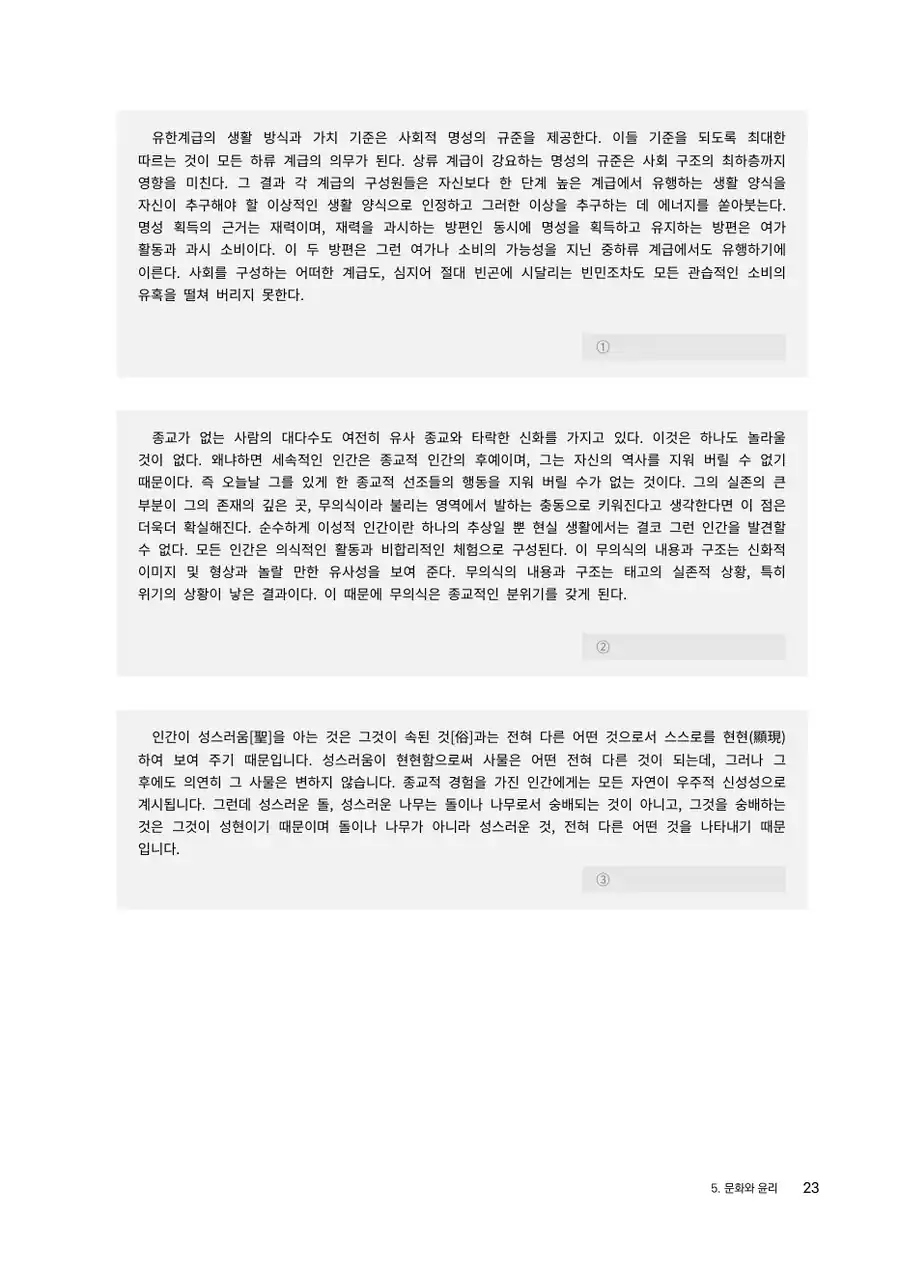 유한계급의 생활 방식과 가치 기준은 사회적 명성의 규준을 제공한다. 이들 기준을 되도록 최대한
따르는 것이 모든 하류 계급의 의무가 된다. 상류 계급이 강요하는 명성의 규준은 사회 구조의 최하층까지
영향을 미친다. 그 결과 각 계급의 구성원들은 자신보다 한 단계 높은 계급에서 유행하는 생활 양식을
자신이 추구해야 할 이상적인 생활 양식으로 인정하고 그러한 이상을 추구하는 데 에너지를 쏟아붓는다.
명성 획득의 근거는 재력이며, 재력을 과시하는 방편인 동시에 명성을 획득하고 유지하는 방편은 여가
활동과 과시 소비이다. 이 두 방편은 그런 여가나 소비의 가능성을 지닌 중하류 계급에서도 유행하기에
이른다. 사회를 구성하는 어떠한 계급도, 심지어 절대 빈곤에 시달리는 빈민조차도 모든 관습적인 소비의
유혹을 떨쳐 버리지 못한다.
①
종교가 없는 사람의 대다수도 여전히 유사 종교와 타락한 신화를 가지고 있다. 이것은 하나도 놀라울
것이 없다. 왜냐하면 세속적인 인간은 종교적 인간의 후예이며, 그는 자신의 역사를 지워 버릴 수 없기
때문이다. 즉 오늘날 그를 있게 한 종교적 선조들의 행동을 지워 버릴 수가 없는 것이다. 그의 실존의 큰
부분이 그의 존재의 깊은 곳, 무의식이라 불리는 영역에서 발하는 충동으로 키워진다고 생각한다면 이 점은
더욱더 확실해진다. 순수하게 이성적 인간이란 하나의 추상일 뿐 현실 생활에서는 결코 그런 인간을 발견할
수 없다. 모든 인간은 의식적인 활동과 비합리적인 체험으로 구성된다. 이 무의식의 내용과 구조는 신화적
이미지 및 형상과 놀랄 만한 유사성을 보여 준다. 무의식의 내용과 구조는 태고의 실존적 상황, 특히
위기의 상황이 낳은 결과이다. 이 때문에 무의식은 종교적인 분위기를 갖게 된다.
②
인간이 성스러움[聖]을 아는 것은 그것이 속된 것[俗]과는 전혀 다른 어떤 것으로서 스스로를 현현(顯現)
하여 보여 주기 때문입니다. 성스러움이 현현함으로써 사물은 어떤 전혀 다른 것이 되는데, 그러나 그
후에도 의연히 그 사물은 변하지 않습니다. 종교적 경험을 가진 인간에게는 모든 자연이 우주적 신성성으로
계시됩니다. 그런데 성스러운 돌, 성스러운 나무는 돌이나 나무로서 숭배되는 것이 아니고, 그것을 숭배하는
것은 그것이 성현이기 때문이며 돌이나 나무가 아니라 성스러운 것, 전혀 다른 어떤 것을 나타내기 때문
입니다.
③
5. 문화와 윤리 23